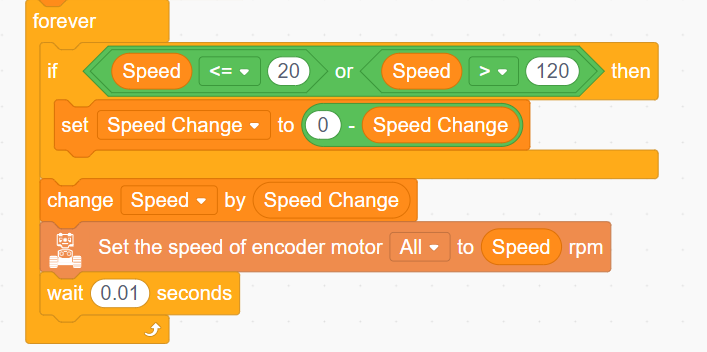 forever
if Speed <= 20 or Speed > 120 then
set Speed Change to 0 - Speed Change
change Speed by Speed Change
Set the speed of encoder motor All to Speed rpm
wait 0.01 seconds